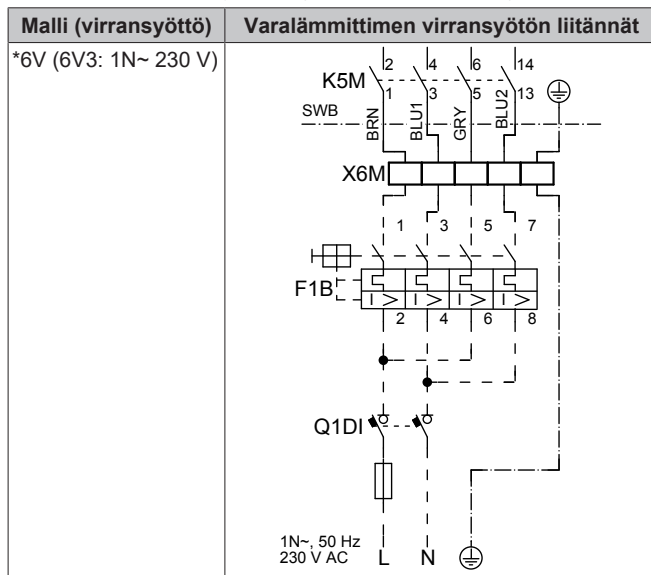 Malli (virransyöttö) Varalämmittimen virransyötön liitännät
*6V (6V3: 1N~ 230 V)
2 4 6 14
K5M
1 3 5 13
SWB
BRN BLU1 GRY BLU2
X6M
1 3 5 7
F1B
I > I > I > I >
2 4 6 8
Q1DI
1N~, 50 Hz
230 V AC L N